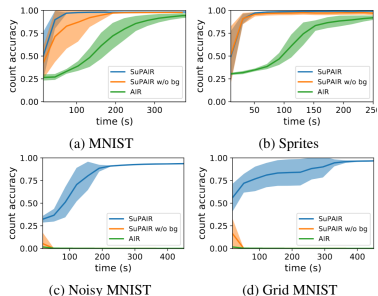 1.00
0.75
0.50
0.25
0.00
count accuracy
SuPAIR
SuPAIR w/o bg
AIR
100 200 300
time (s)
(a) MNIST
1.00
0.75
0.50
0.25
0.00
count accuracy
SuPAIR
SuPAIR w/o bg
AIR
50 100 150 200 250
time (s)
(b) Sprites
1.00
0.75
0.50
0.25
0.00
count accuracy
SuPAIR
SuPAIR w/o bg
AIR
100 200 300 400
time (s)
(c) Noisy MNIST
1.00
0.75
0.50
0.25
0.00
count accuracy
SuPAIR
SuPAIR w/o bg
AIR
100 200 300 400
time (s)
(d) Grid MNIST